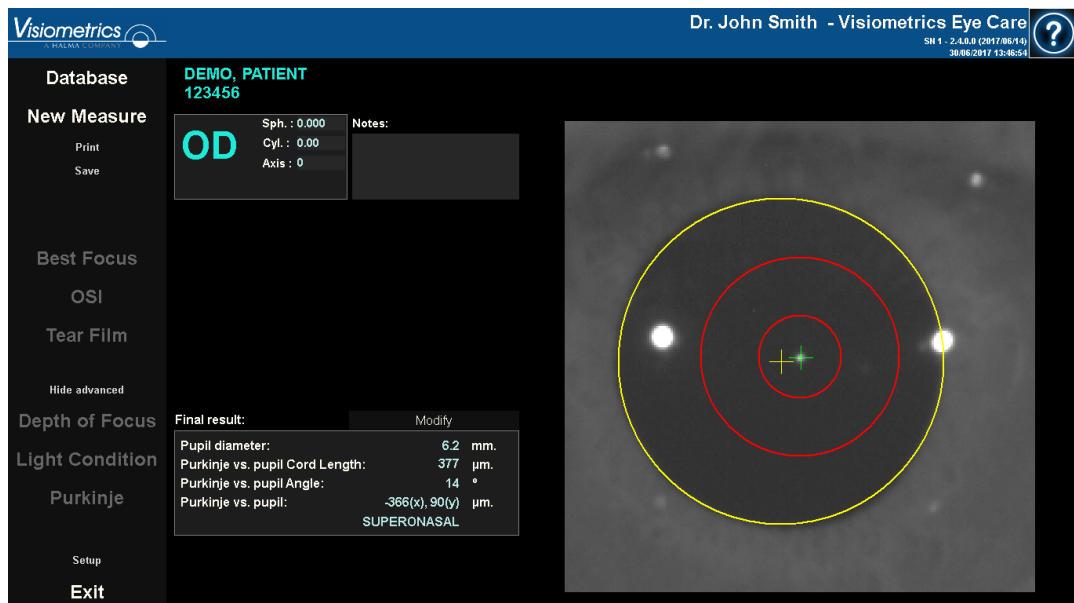 Visiometrics
A HALMA COMPANY
Dr. John Smith - Visiometrics Eye Care
SN 1 - 2.4.0.0 (2017/06/14)
30/06/2017 13:46:54
?
Database
New Measure
Print
Save
Best Focus
OSI
Tear Film
Hide advanced
Depth of Focus
Light Condition
Purkinje
Setup
Exit
DEMO, PATIENT
123456
OD
Sph. : 0.000
Cyl. : 0.00
Axis : 0
Notes:
Final result:
Modify
Pupil diameter: 6.2 mm.
Purkinje vs. pupil Cord Length: 377 µm.
Purkinje vs. pupil Angle: 14 º
Purkinje vs. pupil: -366(x), 90(y) µm.
SUPERONASAL